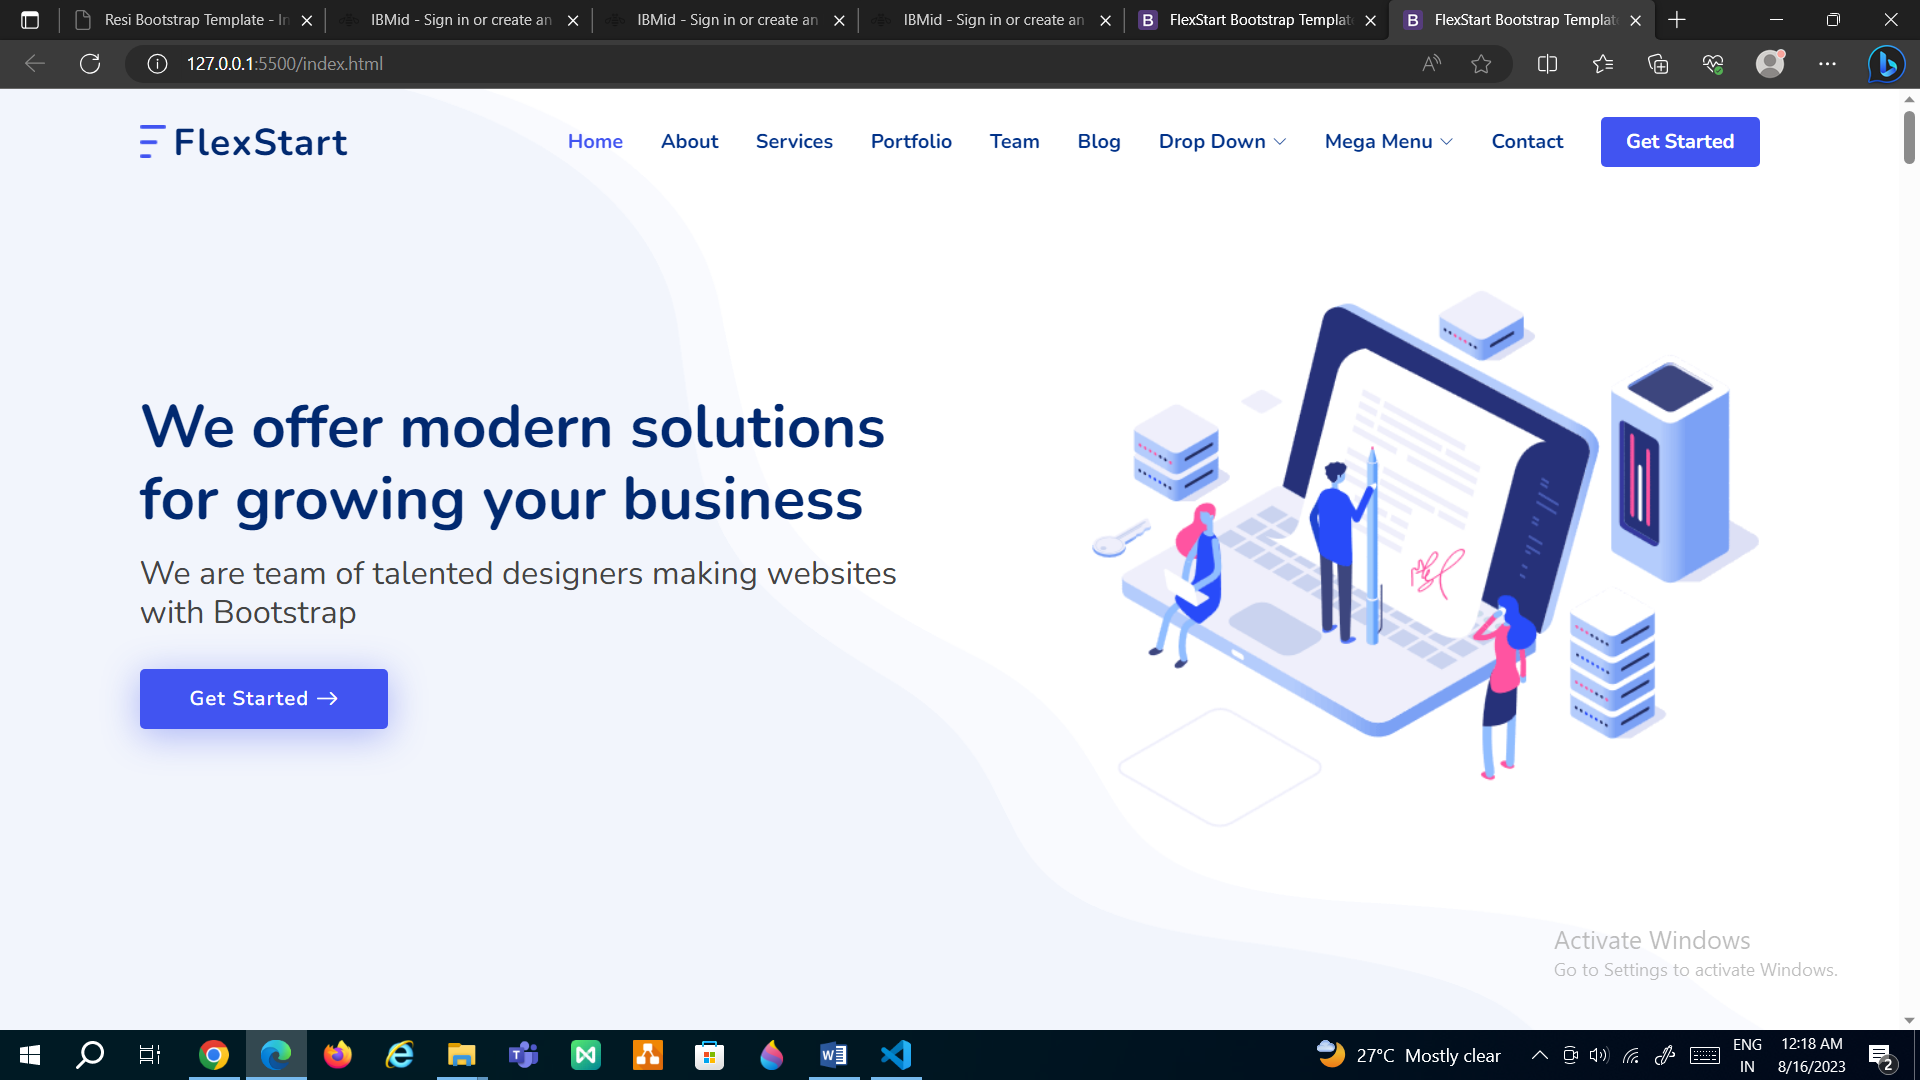 Resi Bootstrap Template - In
IBMid - Sign in or create an
IBMid - Sign in or create an
IBMid - Sign in or create an
FlexStart Bootstrap Templat
FlexStart Bootstrap Templat
127.0.0.1:5500/index.html
FlexStart
Home About Services Portfolio Team Blog Drop Down Mega Menu Contact Get Started
We offer modern solutions
for growing your business
We are team of talented designers making websites
with Bootstrap
Get Started →
Activate Windows
Go to Settings to activate Windows.
27°C Mostly clear
ENG
IN
12:18 AM
8/16/2023
2